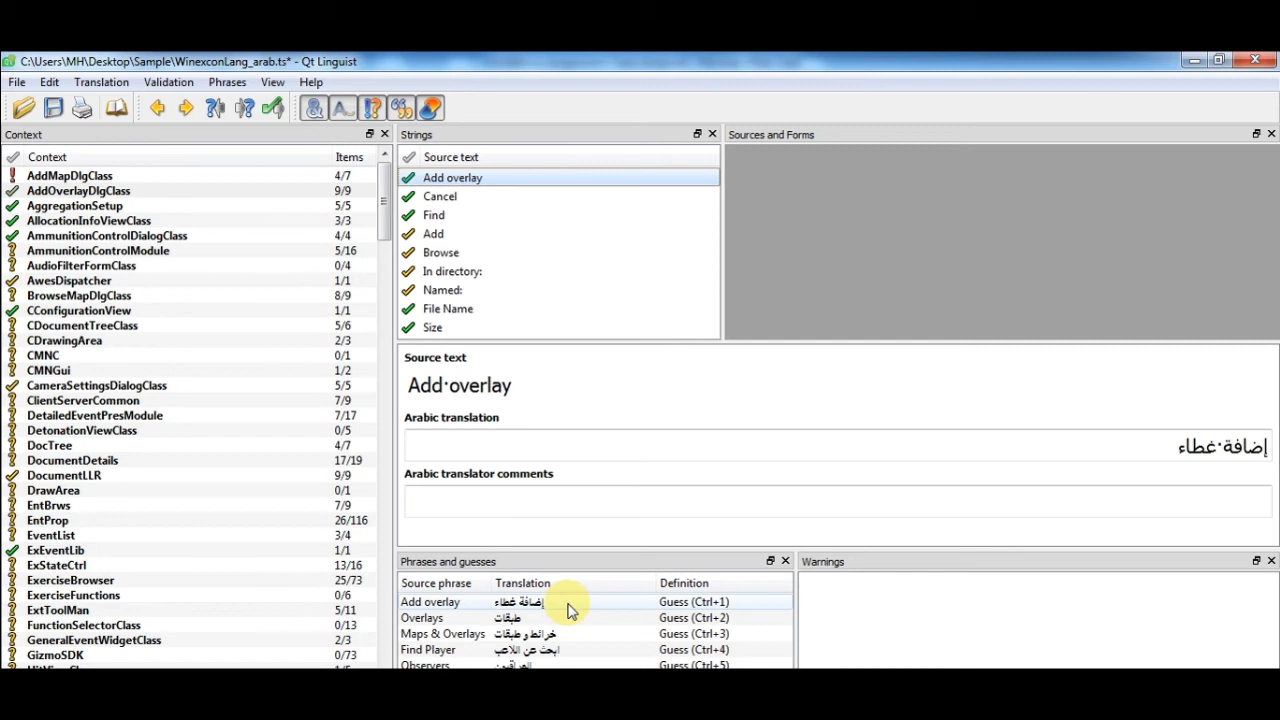 C:\Users\MH\Desktop\Sample\WinexconLang_arab.ts* - Qt Linguist
File Edit Translation Validation Phrases View Help
Context
Context Items
AddMapDlgClass 4/7
AddOverlayDlgClass 9/9
AggregationSetup 5/5
AllocationInfoViewClass 3/3
AmmunitionControlDialogClass 4/4
AmmunitionControlModule 5/16
AudioFilterFormClass 0/4
AwesDispatcher 1/1
BrowseMapDlgClass 8/9
CConfigurationView 1/1
CDocumentTreeClass 5/6
CDrawingArea 2/3
CMNC 0/1
CMNGui 1/2
CameraSettingsDialogClass 5/5
ClientServerCommon 7/9
DetailedEventPresModule 7/17
DetonationViewClass 0/5
DocTree 4/7
DocumentDetails 17/19
DocumentLLR 9/9
DrawArea 0/1
EntBrws 7/9
EntProp 26/116
EventList 3/4
ExEventLib 1/1
ExStateCtrl 13/16
ExerciseBrowser 25/73
ExerciseFunctions 0/6
ExtToolMan 5/11
FunctionSelectorClass 0/13
GeneralEventWidgetClass 2/3
GizmoSDK 0/73
Strings
Source text
Add overlay
Cancel
Find
Add
Browse
In directory:
Named:
File Name
Size
Sources and Forms
Source text
Add·overlay
Arabic translation
إضافة·غطاء
Arabic translator comments
Phrases and guesses
Source phrase Translation Definition
Add overlay إضافة غطاء Guess (Ctrl+1)
Overlays طبقات Guess (Ctrl+2)
Maps & Overlays خرائط و طبقات Guess (Ctrl+3)
Find Player ابحث عن اللاعب Guess (Ctrl+4)
Observers المراقبين Guess (Ctrl+5)
Warnings